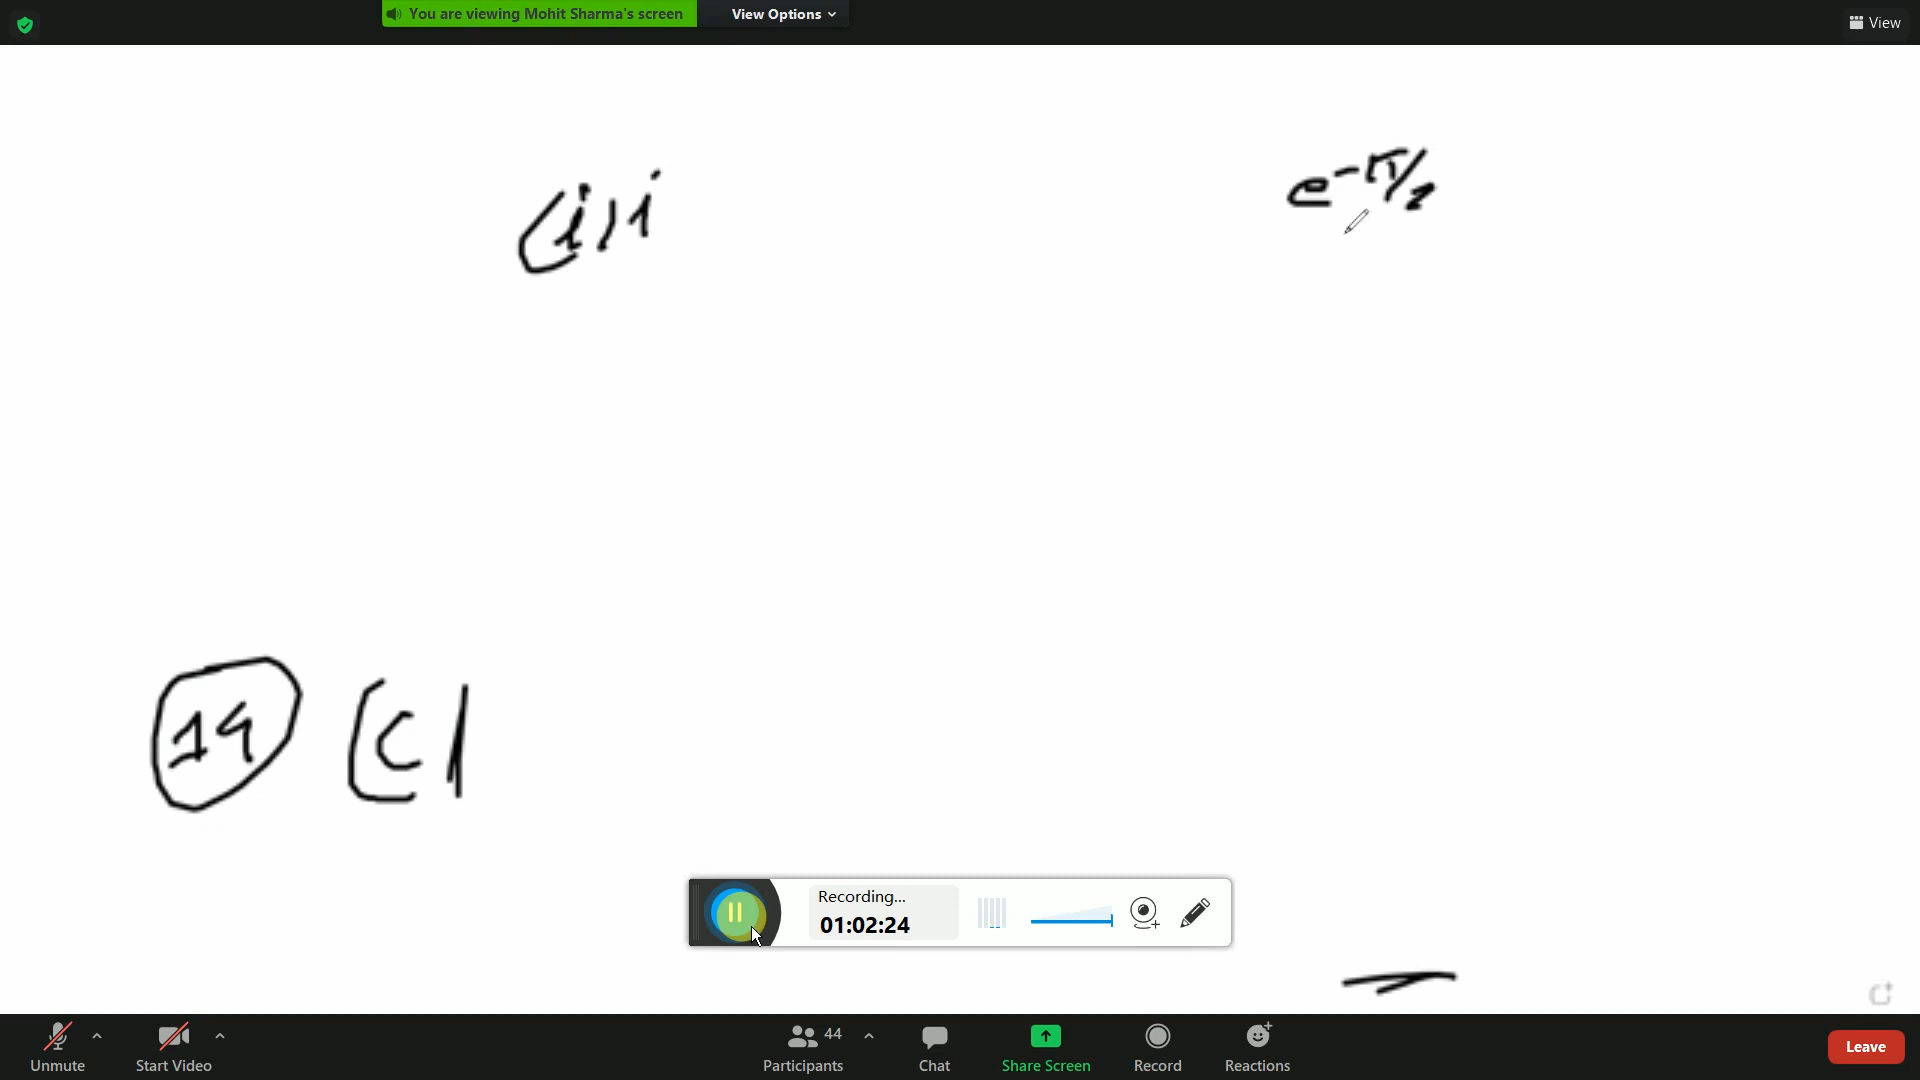 You are viewing Mohit Sharma's screen View Options View
(i)i e-π/2
14 (c)
Recording...
01:02:24
44
Unmute Start Video Participants Chat Share Screen Record Reactions Leave